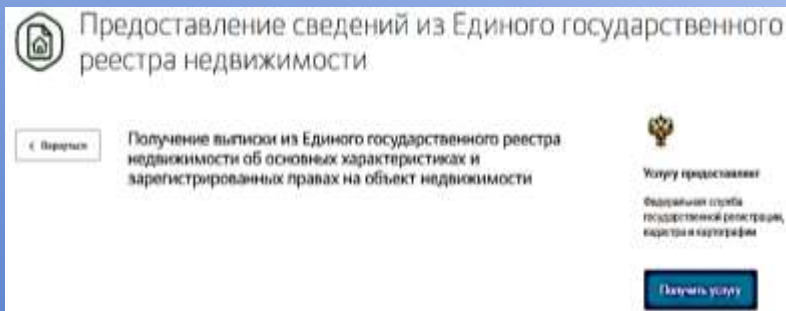 Предоставление сведений из Единого государственного
реестра недвижимости
Вернуться
Получение выписки из Единого государственного реестра
недвижимости об основных характеристиках и
зарегистрированных правах на объект недвижимости
Услугу предоставляет
Федеральная служба
государственной регистрации,
кадастра и картографии
Получить услугу